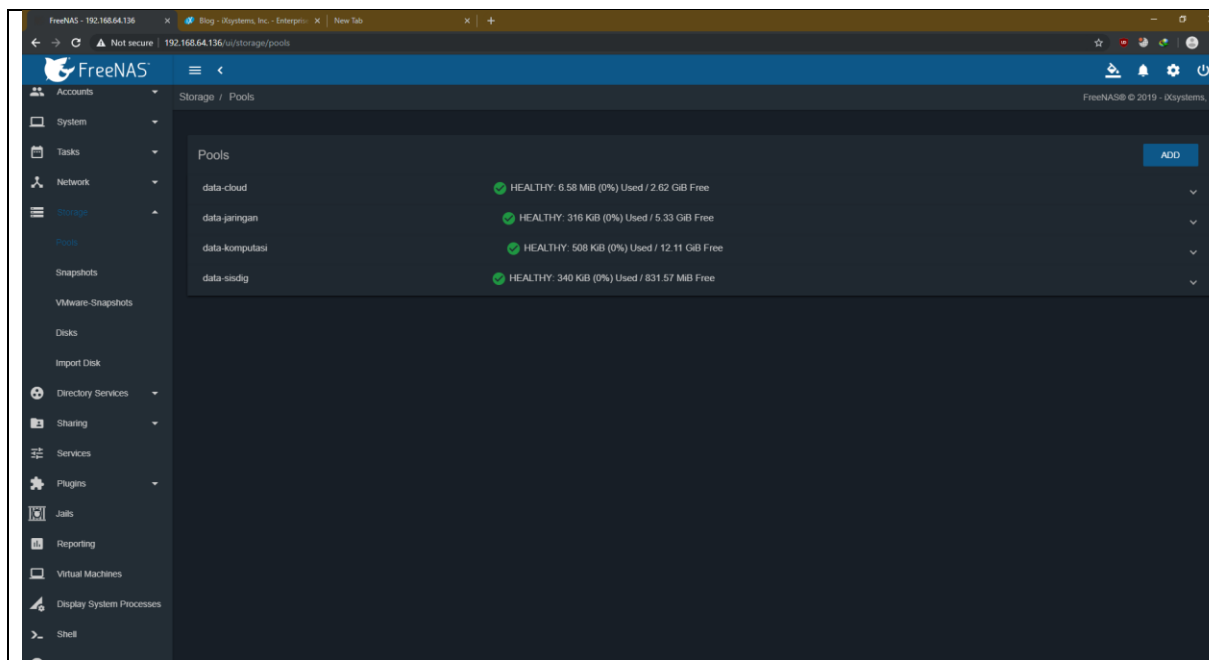 FreeNAS - 192.168.64.136 × Blog - iXsystems, Inc. - Enterpris × New Tab × +
Not secure 192.168.64.136/ui/storage/pools
FreeNAS
Accounts
Storage / Pools
FreeNAS® © 2019 - iXsystems,
System
Tasks
Pools
ADD
Network
data-cloud HEALTHY: 6.58 MiB (0%) Used / 2.62 GiB Free
Storage
data-jaringan HEALTHY: 316 KiB (0%) Used / 5.33 GiB Free
Pools
data-komputasi HEALTHY: 508 KiB (0%) Used / 12.11 GiB Free
Snapshots
data-sisdig HEALTHY: 340 KiB (0%) Used / 831.57 MiB Free
VMware-Snapshots
Disks
Import Disk
Directory Services
Sharing
Services
Plugins
Jails
Reporting
Virtual Machines
Display System Processes
Shell